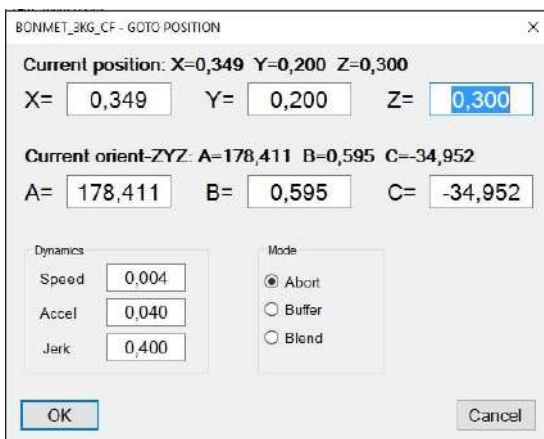 BONMET_3KG_CF - GOTO POSITION
Current position: X=0,349 Y=0,200 Z=0,300
X= 0,349 Y= 0,200 Z= 0,300
Current orient-ZYZ: A=178,411 B=0,595 C=-34,952
A= 178,411 B= 0,595 C= -34,952
Dynamics Mode
Speed 0,004 Abort
Accel 0,040 Buffer
Jerk 0,400 Blend
OK Cancel